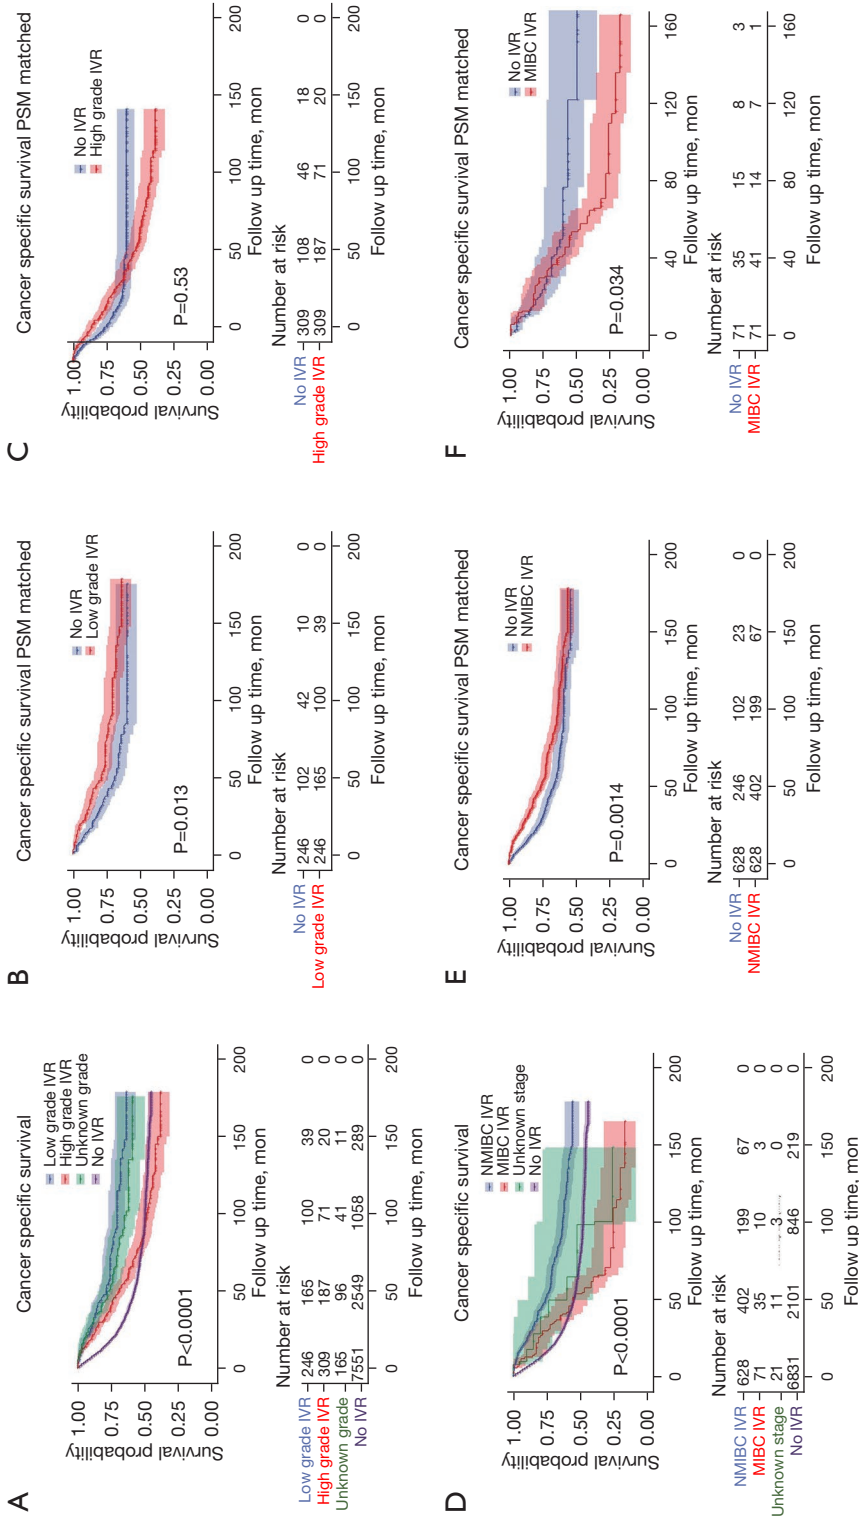 A
Cancer specific survival
Low grade IVR
High grade IVR
Unknown grade
No IVR
Survival probability
1.00
0.75
0.50
0.25
0.00
P<0.0001
0 50 100 150 200
Follow up time, mon
Number at risk
Low grade IVR 246 165 100 39 0
High grade IVR 309 187 71 20 0
Unknown grade 165 96 41 11 0
No IVR 7551 2549 1058 289 0
0 50 100 150 200
Follow up time, mon
B
Cancer specific survival PSM matched
No IVR
Low grade IVR
Survival probability
1.00
0.75
0.50
0.25
0.00
P=0.013
0 50 100 150 200
Follow up time, mon
Number at risk
No IVR 246 102 42 10 0
Low grade IVR 246 165 100 39 0
0 50 100 150 200
Follow up time, mon
C
Cancer specific survival PSM matched
No IVR
High grade IVR
Survival probability
1.00
0.75
0.50
0.25
0.00
P=0.53
0 50 100 150 200
Follow up time, mon
Number at risk
No IVR 309 108 46 18 0
High grade IVR 309 187 71 20 0
0 50 100 150 200
Follow up time, mon
D
Cancer specific survival
NMIBC IVR
MIBC IVR
Unknown stage
No IVR
Survival probability
1.00
0.75
0.50
0.25
0.00
P<0.0001
0 50 100 150 200
Follow up time, mon
Number at risk
NMIBC IVR 628 402 199 67 0
MIBC IVR 71 35 10 3 0
Unknown stage 21 11 3 0 0
No IVR 6831 2101 846 219 0
0 50 100 150 200
Follow up time, mon
E
Cancer specific survival PSM matched
No IVR
NMIBC IVR
Survival probability
1.00
0.75
0.50
0.25
0.00
P=0.0014
0 50 100 150 200
Follow up time, mon
Number at risk
No IVR 628 246 102 23 0
NMIBC IVR 628 402 199 67 0
0 50 100 150 200
Follow up time, mon
F
Cancer specific survival PSM matched
No IVR
MIBC IVR
Survival probability
1.00
0.75
0.50
0.25
0.00
P=0.034
0 40 80 120 160
Follow up time, mon
Number at risk
No IVR 71 35 15 8 3
MIBC IVR 71 41 14 7 1
0 40 80 120 160
Follow up time, mon